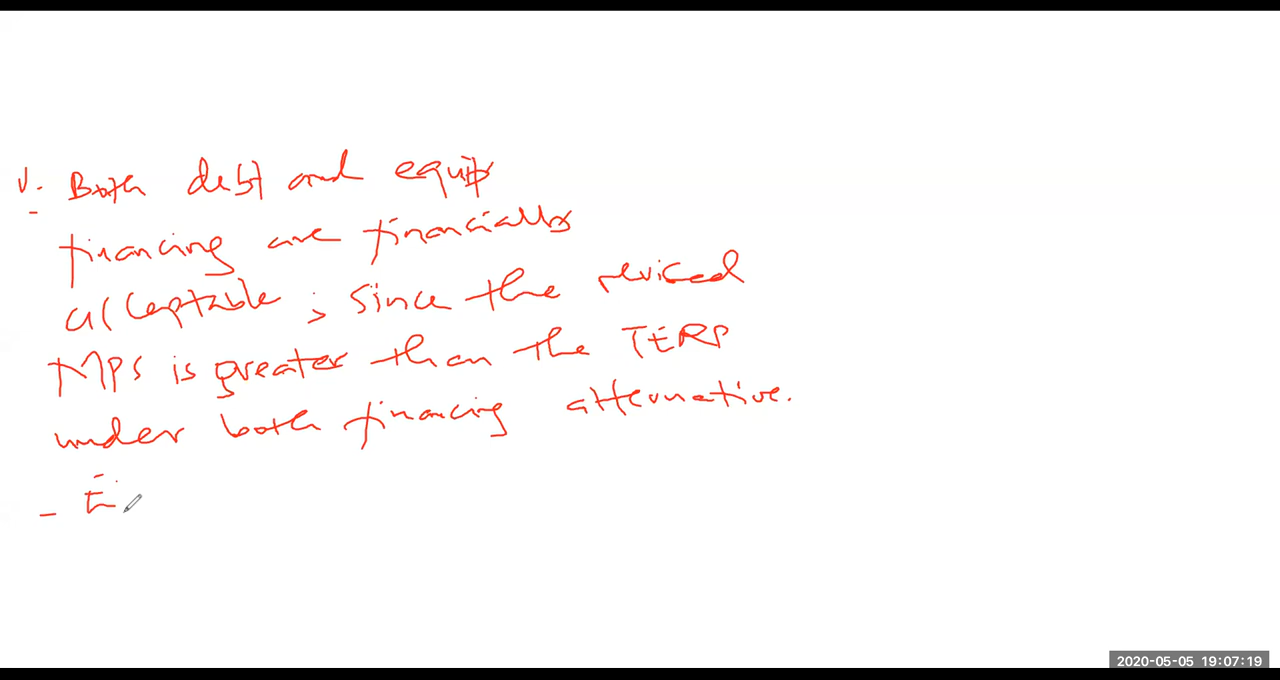 V. Both debt and equity
financing are financially
acceptable, since the revised
MPS is greater than the TERP
under both financing alternative.
- E
2020-05-05 19:07:19